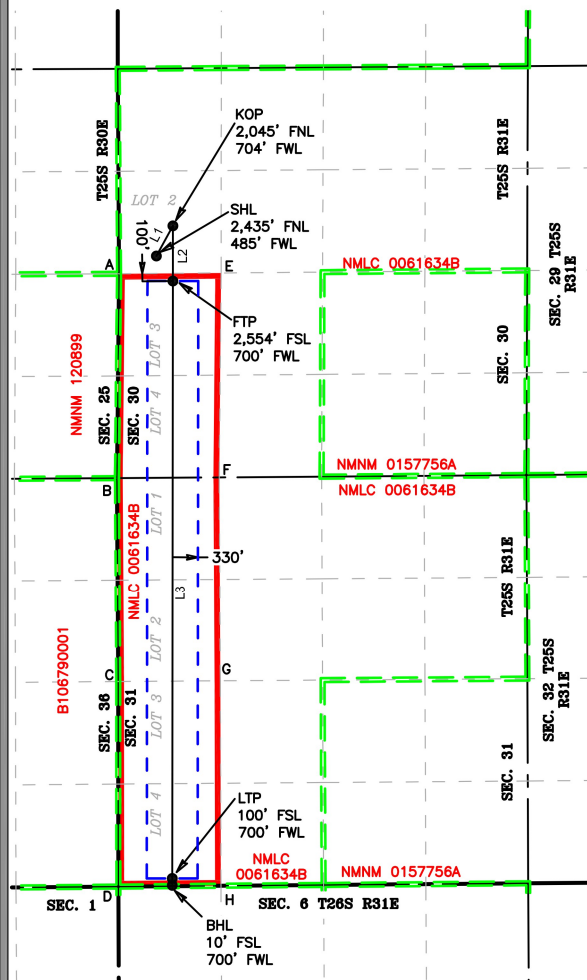 T25S R30E
T25S R31E
KOP
2,045' FNL
704' FWL
LOT 2
SHL
2,435' FNL
485' FWL
L1
100'
L2
A
E
NMLC 0061634B
SEC. 29 T25S
R31E
FTP
2,554' FSL
700' FWL
LOT 3
SEC. 30
NMNM 120899
SEC. 25
SEC. 30
LOT 4
NMNM 0157756A
F
B
NMLC 0061634B
LOT 1
NMLC 0061634B
330'
T25S R31E
L3
LOT 2
B106790001
C
G
SEC. 32 T25S
R31E
SEC. 36
SEC. 31
LOT 3
SEC. 31
LOT 4
LTP
100' FSL
700' FWL
NMLC
0061634B
NMNM 0157756A
D
H
SEC. 1
SEC. 6 T26S R31E
BHL
10' FSL
700' FWL